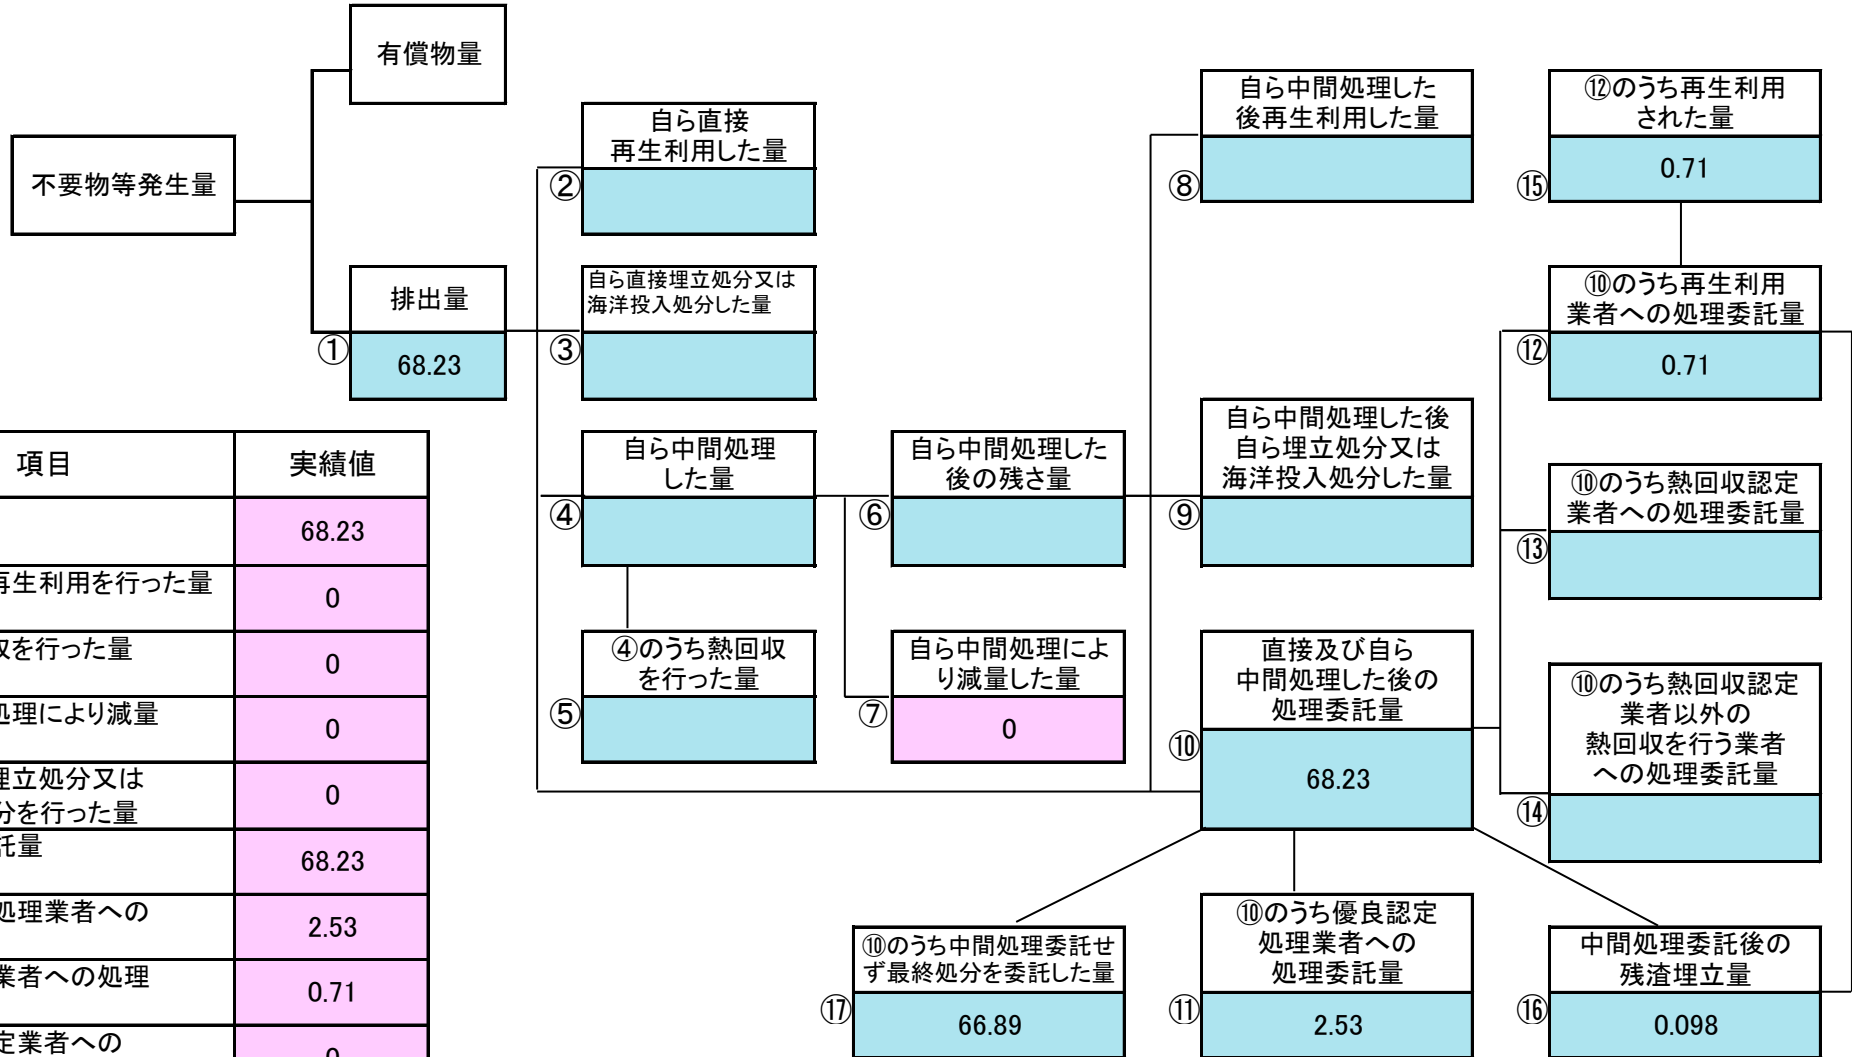 有償物量
不要物等発生量
排出量
①
68.23
自ら直接
再生利用した量
②
自ら直接埋立処分又は
海洋投入処分した量
③
自ら中間処理
した量
④
④のうち熱回収
を行った量
⑤
自ら中間処理した
後の残さ量
⑥
自ら中間処理によ
り減量した量
⑦
0
自ら中間処理した
後再生利用した量
⑧
自ら中間処理した後
自ら埋立処分又は
海洋投入処分した量
⑨
直接及び自ら
中間処理した後の
処理委託量
⑩
68.23
⑫のうち再生利用
された量
⑮
0.71
⑩のうち再生利用
業者への処理委託量
⑫
0.71
⑩のうち熱回収認定
業者への処理委託量
⑬
⑩のうち熱回収認定
業者以外の
熱回収を行う業者
への処理委託量
⑭
⑩のうち中間処理委託せ
ず最終処分を委託した量
⑰
66.89
⑩のうち優良認定
処理業者への
処理委託量
⑪
2.53
中間処理委託後の
残渣埋立量
⑯
0.098
項目
実績値
68.23
再生利用を行った量
0
を行った量
0
処理により減量
0
埋立処分又は
分を行った量
0
託量
68.23
処理業者への
2.53
業者への処理
0.71
定業者への
0